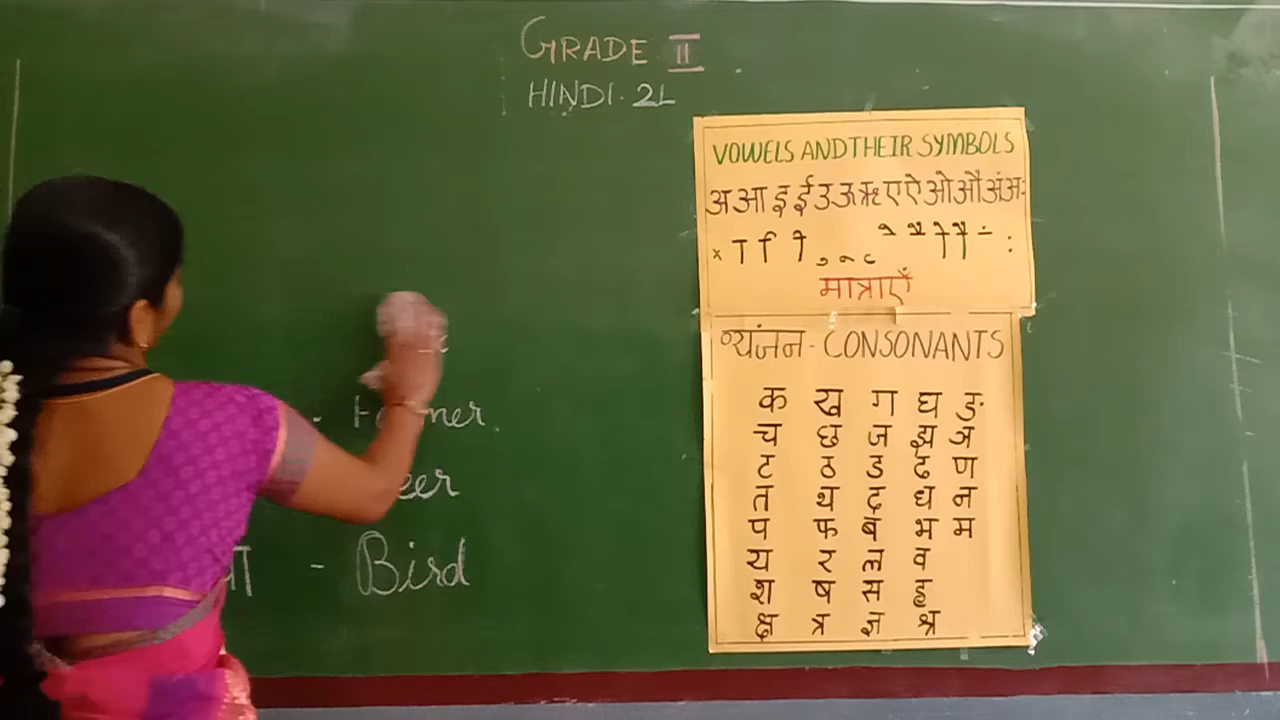 GRADE II
HINDI. 2L
VOWELS AND THEIR SYMBOLS
अ आ इ ई उ ऊ ऋ ए ऐ ओ औ अं अः
× ा ि ी ु ू ृ े ै ो ौ ं ः
मात्राएँ
व्यंजन - CONSONANTS
क ख ग घ ङ
च छ ज झ ञ
ट ठ ड ढ ण
त थ द ध न
प फ ब भ म
य र ल व
श ष स ह
क्ष त्र ज्ञ श्र
- Bird